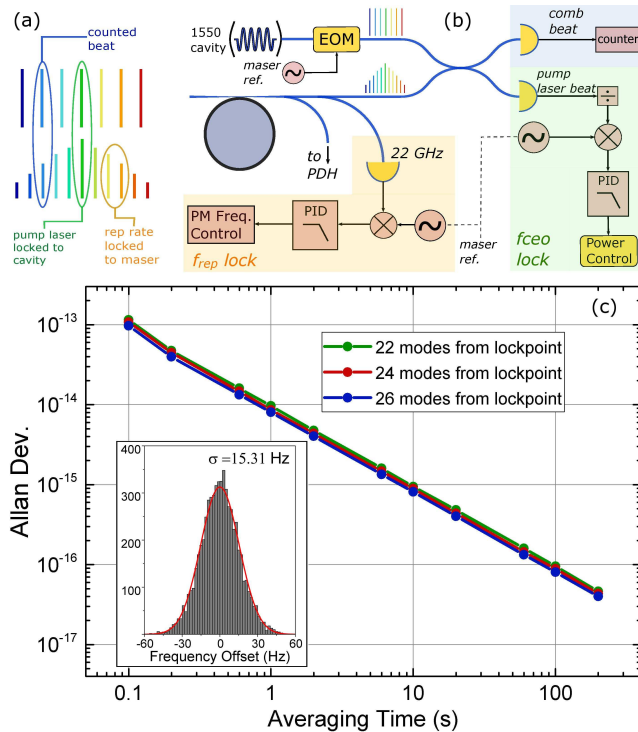 (a)
counted
beat
pump laser
locked to
cavity
rep rate
locked
to maser
(b)
1550
cavity
EOM
maser
ref.
comb
beat
counter
pump
laser beat
÷
to
PDH
22 GHz
PM Freq.
Control
PID
frep lock
maser
ref.
PID
fceo
lock
Power
Control
(c)
22 modes from lockpoint
24 modes from lockpoint
26 modes from lockpoint
Allan Dev.
10⁻¹³
10⁻¹⁴
10⁻¹⁵
10⁻¹⁶
10⁻¹⁷
σ=15.31 Hz
400
300
200
100
0
-60 -30 0 30 60
Frequency Offset (Hz)
0.1 1 10 100
Averaging Time (s)